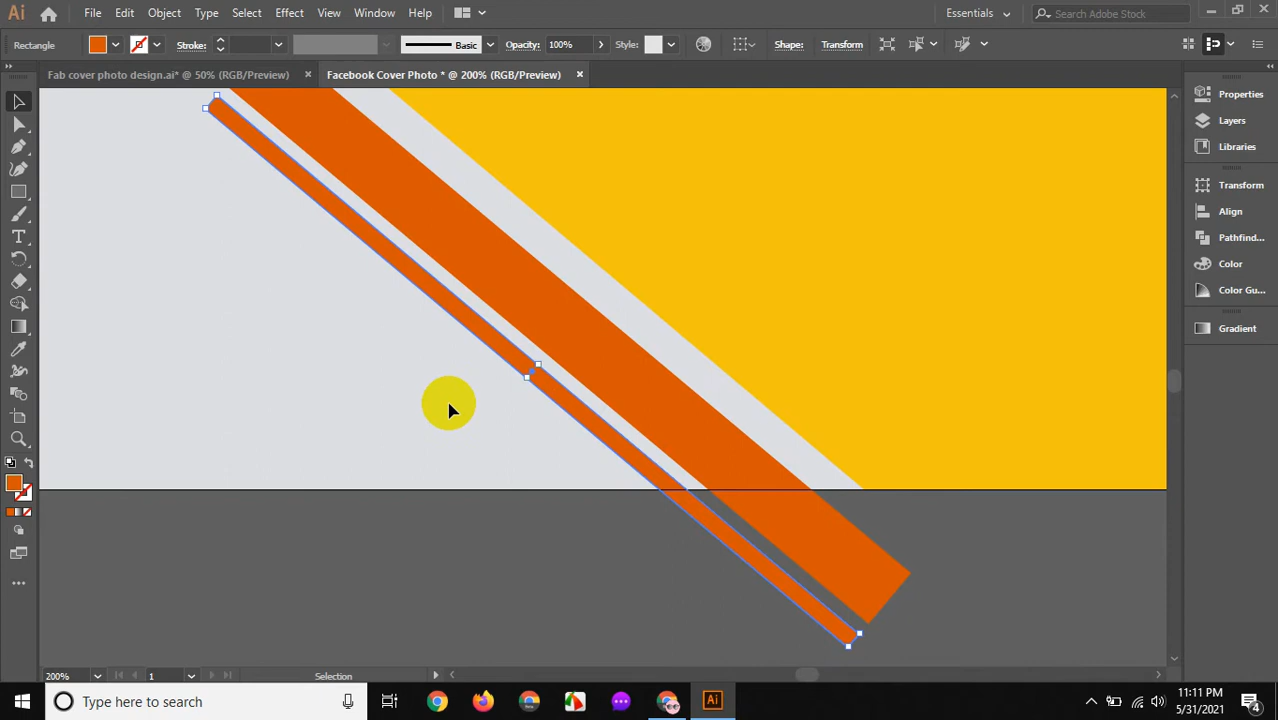 Ai File Edit Object Type Select Effect View Window Help Essentials Search Adobe Stock
Rectangle Stroke: Basic Opacity: 100% Style: Shape: Transform
Fab cover photo design.ai* @ 50% (RGB/Preview) × Facebook Cover Photo * @ 200% (RGB/Preview) ×
Properties
Layers
Libraries
Transform
Align
Pathfind...
Color
Color Gu...
Gradient
200% 1 Selection
Type here to search Ai 11:11 PM
5/31/2021 4